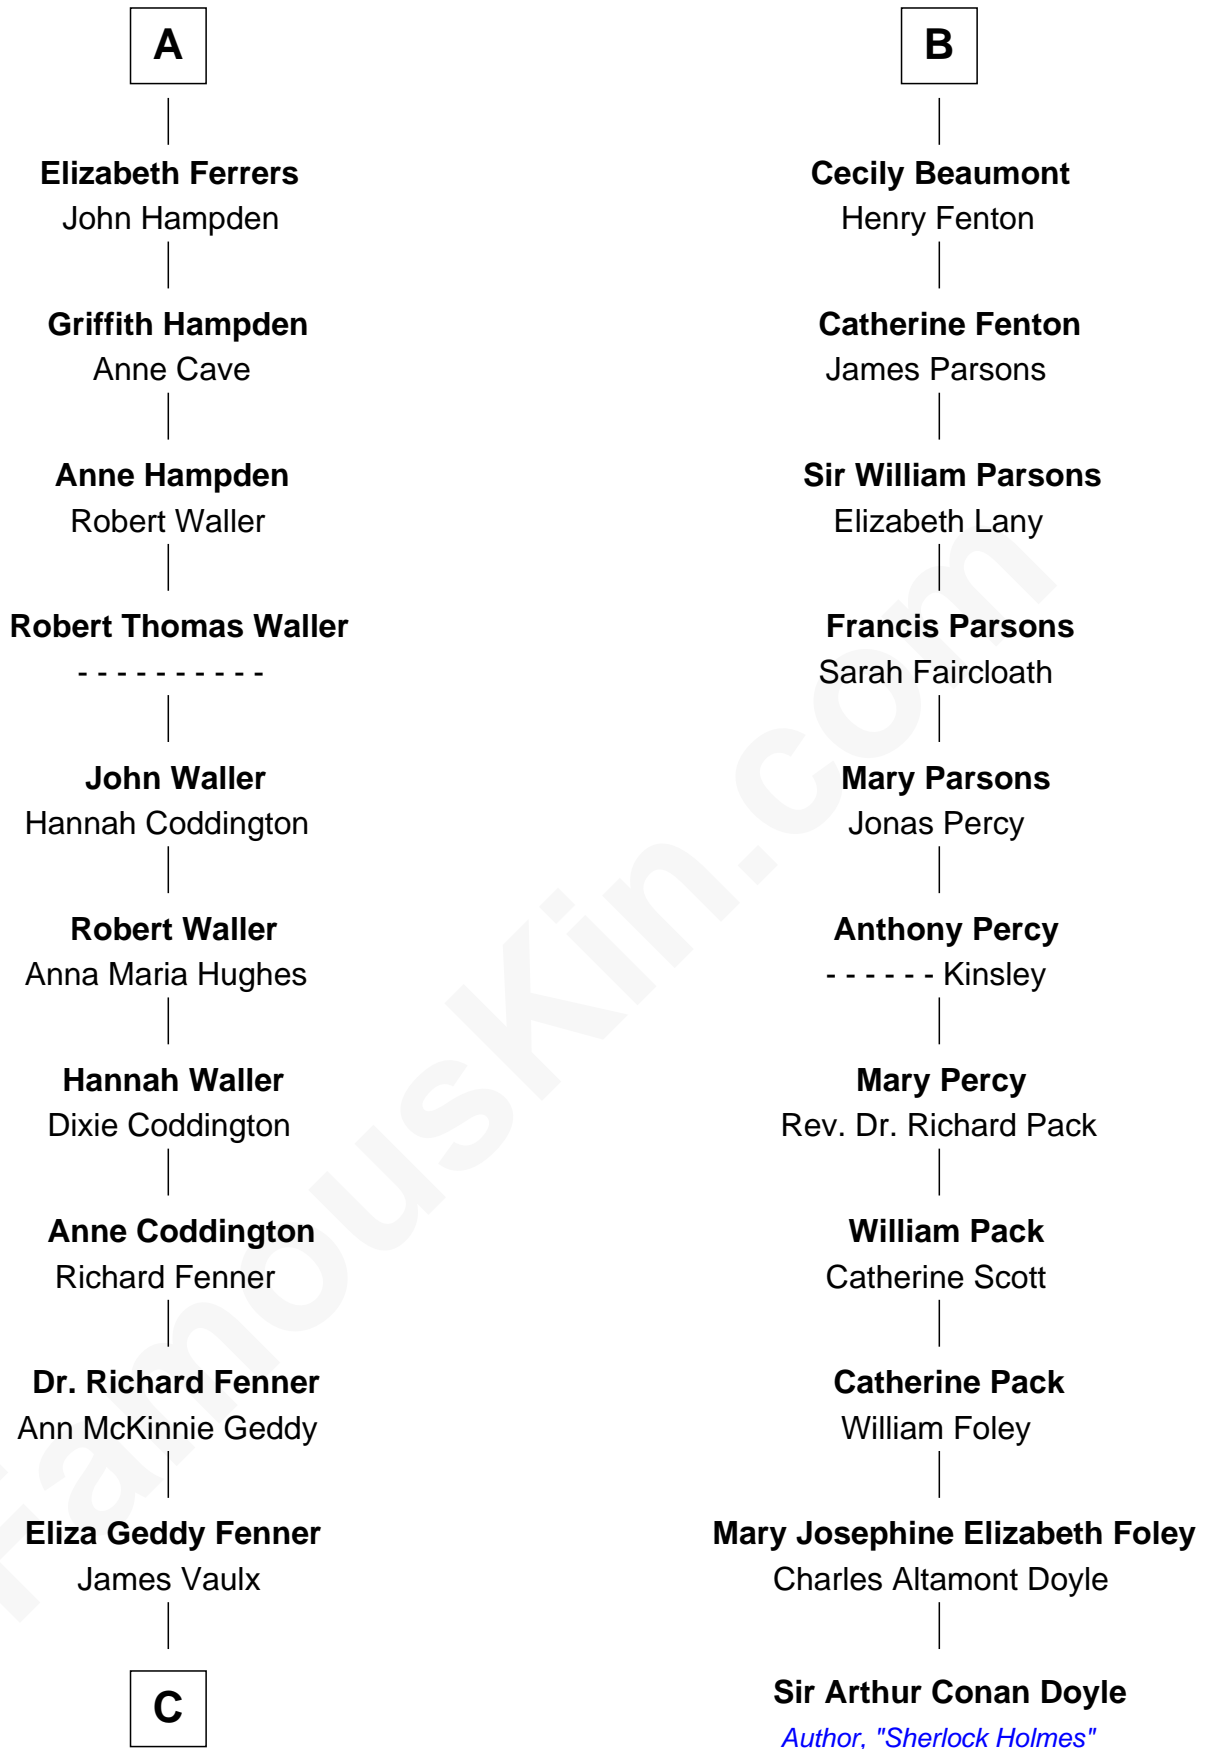 A
Elizabeth Ferrers
John Hampden
Griffith Hampden
Anne Cave
Anne Hampden
Robert Waller
Robert Thomas Waller
- - - - - - - - - -
John Waller
Hannah Coddington
Robert Waller
Anna Maria Hughes
Hannah Waller
Dixie Coddington
Anne Coddington
Richard Fenner
Dr. Richard Fenner
Ann McKinnie Geddy
Eliza Geddy Fenner
James Vaulx
C
B
Cecily Beaumont
Henry Fenton
Catherine Fenton
James Parsons
Sir William Parsons
Elizabeth Lany
Francis Parsons
Sarah Faircloath
Mary Parsons
Jonas Percy
Anthony Percy
- - - - - - Kinsley
Mary Percy
Rev. Dr. Richard Pack
William Pack
Catherine Scott
Catherine Pack
William Foley
Mary Josephine Elizabeth Foley
Charles Altamont Doyle
Sir Arthur Conan Doyle
Author, "Sherlock Holmes"
FamousKin.com